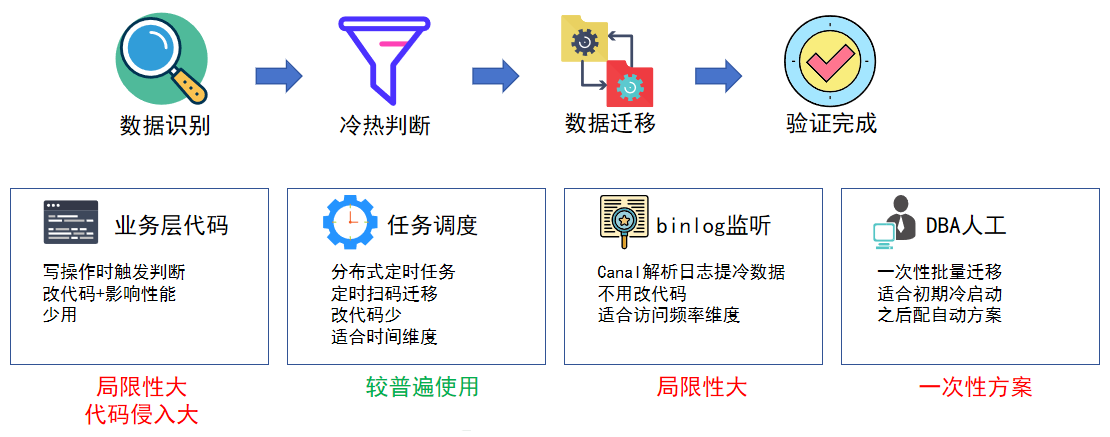 数据识别
冷热判断
数据迁移
验证完成
业务层代码
写操作时触发判断
改代码+影响性能
少用
任务调度
分布式定时任务
定时扫码迁移
改代码少
适合时间维度
binlog监听
Canal解析日志提冷数据
不用改代码
适合访问频率维度
DBA人工
一次性批量迁移
适合初期冷启动
之后配自动方案
局限性大
代码侵入大
较普遍使用
局限性大
一次性方案